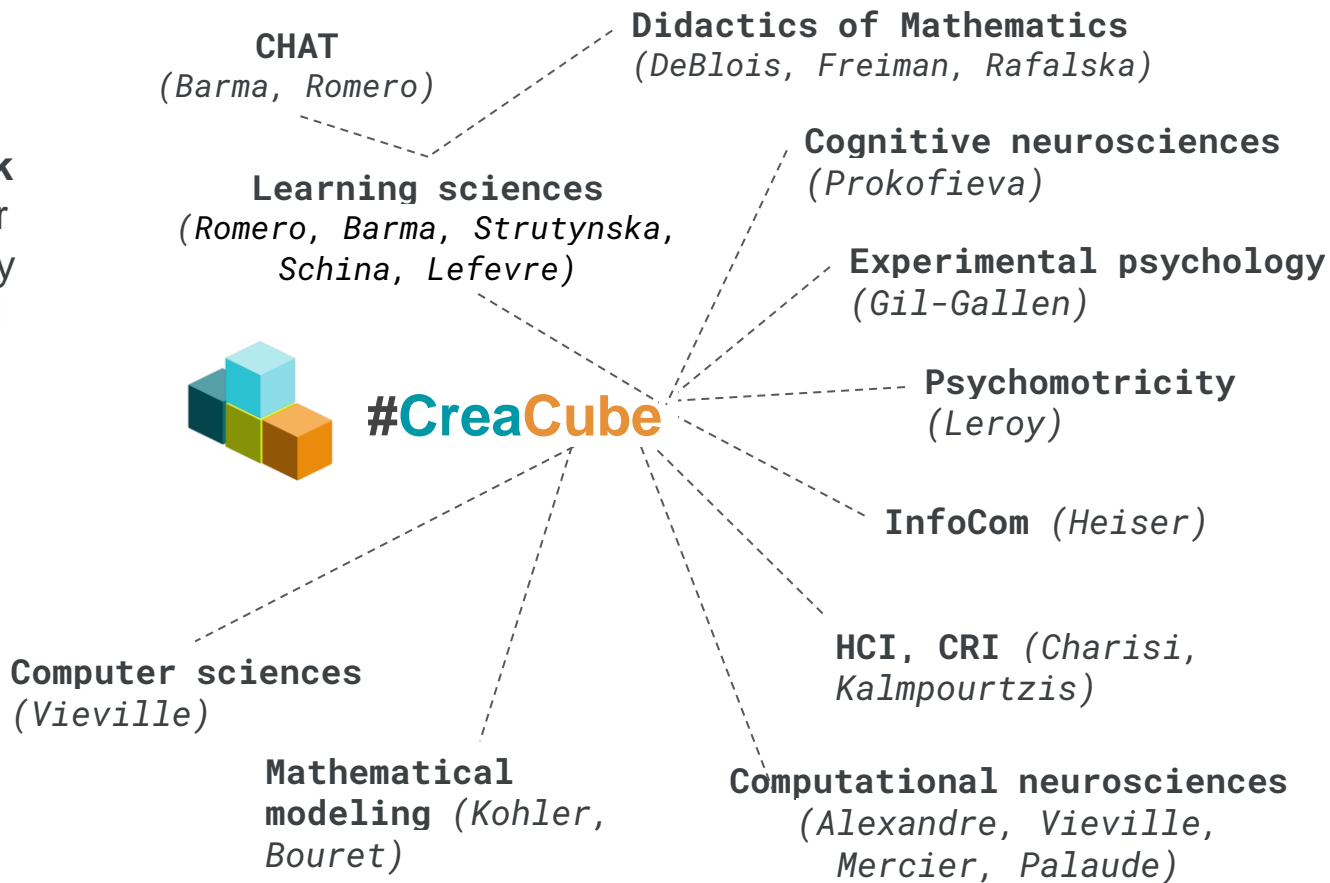 CHAT
(Barma, Romero)
Didactics of Mathematics
(DeBlois, Freiman, Rafalska)
Cognitive neurosciences
(Prokofieva)
Learning sciences
(Romero, Barma, Strutynska,
Schina, Lefevre)
Experimental psychology
(Gil-Gallen)
Psychomotricity
(Leroy)
#CreaCube
InfoCom (Heiser)
HCI, CRI (Charisi,
Kalmpourtzis)
Computer sciences
(Vieville)
Mathematical
modeling (Kohler,
Bouret)
Computational neurosciences
(Alexandre, Vieville,
Mercier, Palaude)